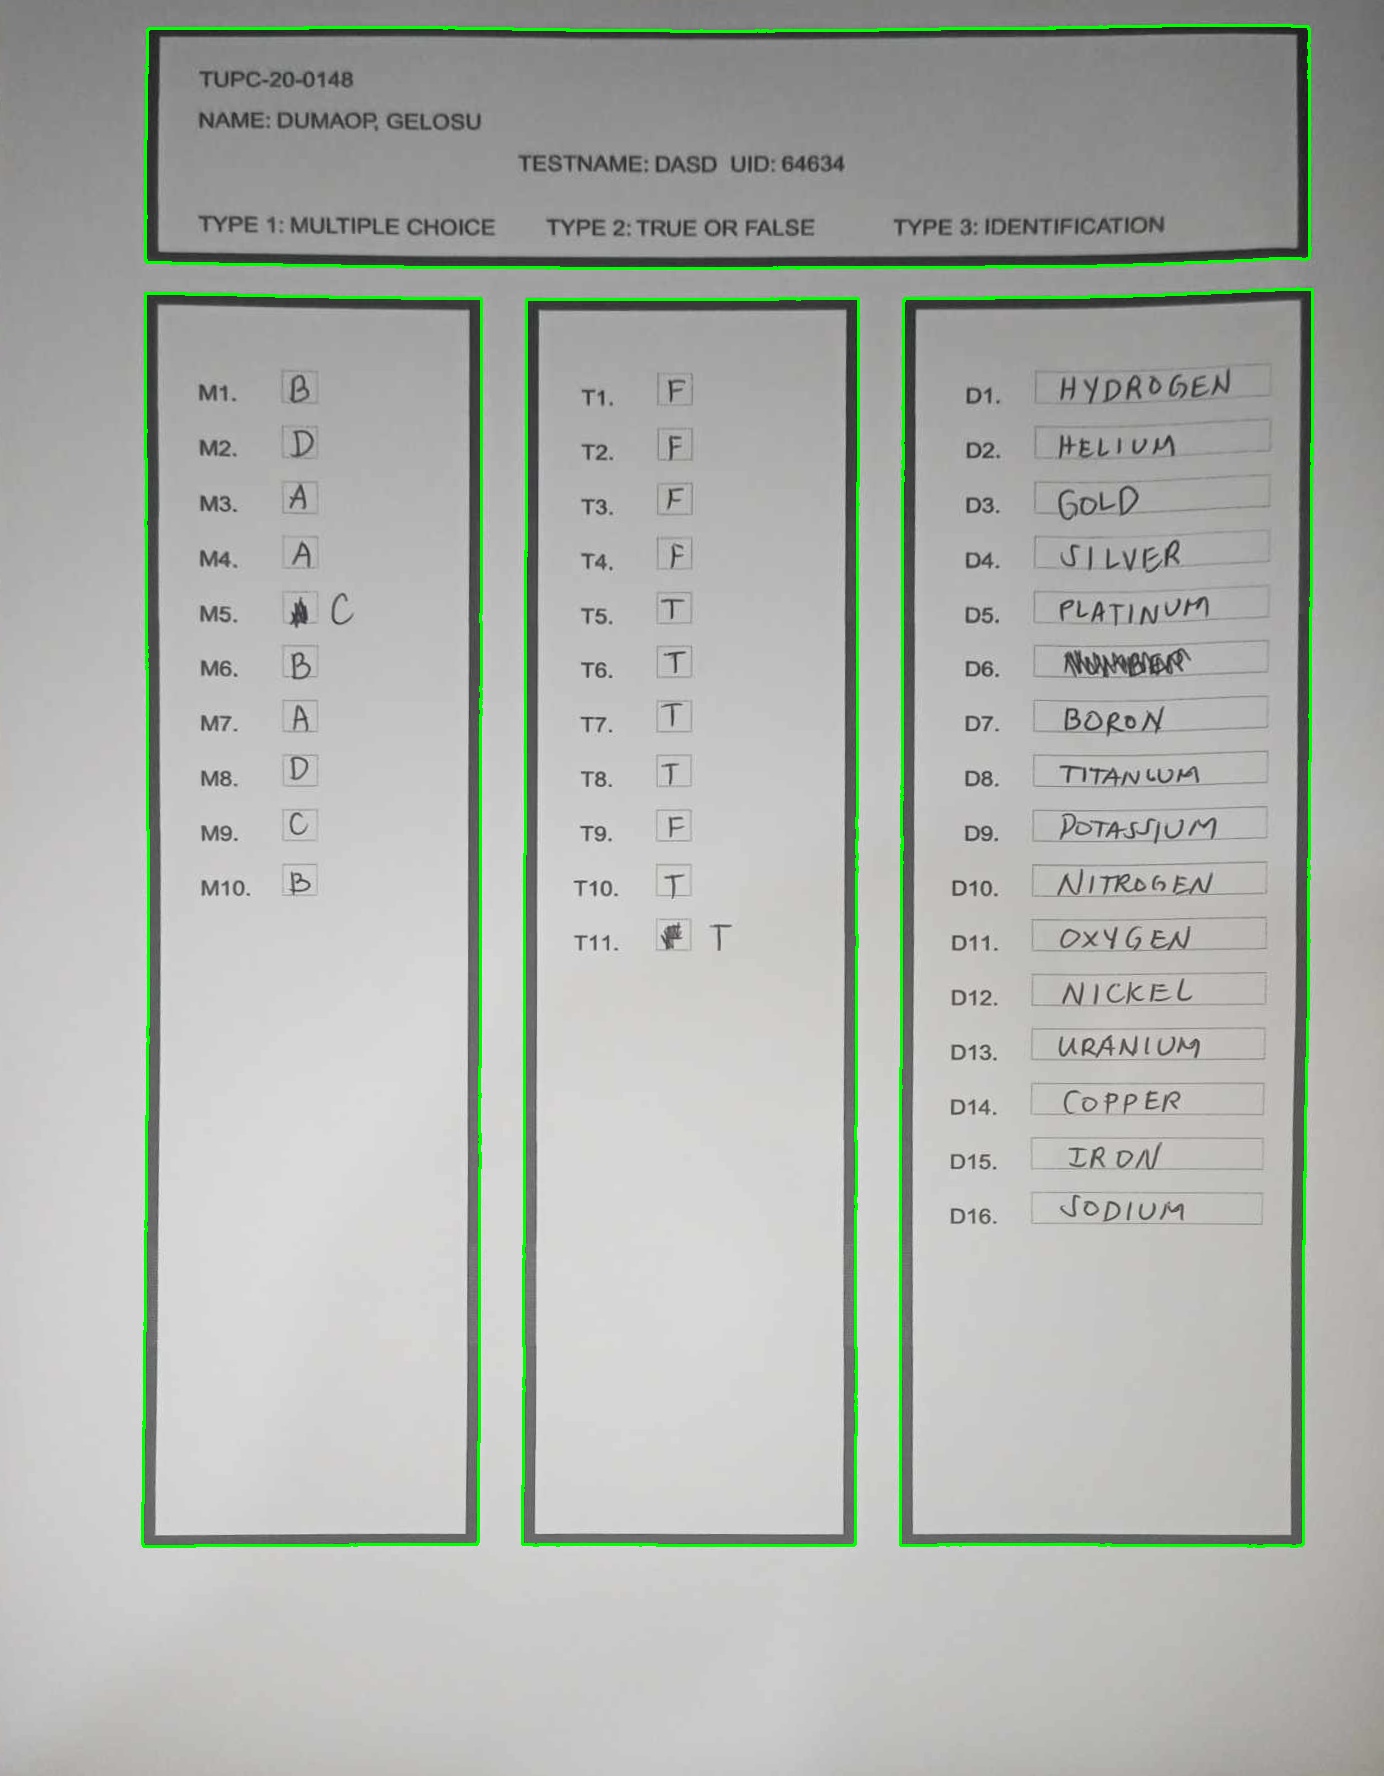 TUPC-20-0148
NAME: DUMAOP, GELOSU
TESTNAME: DASD UID: 64634
TYPE 1: MULTIPLE CHOICE
M1. B
M2. D
M3. A
M4. A
M5. C
M6. B
M7. A
M8. D
M9. C
M10. B
TYPE 2: TRUE OR FALSE
T1. F
T2. F
T3. F
T4. F
T5. T
T6. T
T7. T
T8. T
T9. F
T10. T
T11. T
TYPE 3: IDENTIFICATION
D1. HYDROGEN
D2. HELIUM
D3. GOLD
D4. SILVER
D5. PLATINUM
D6.
D7. BORON
D8. TITANIUM
D9. POTASSIUM
D10. NITROGEN
D11. OXYGEN
D12. NICKEL
D13. URANIUM
D14. COPPER
D15. IRON
D16. SODIUM